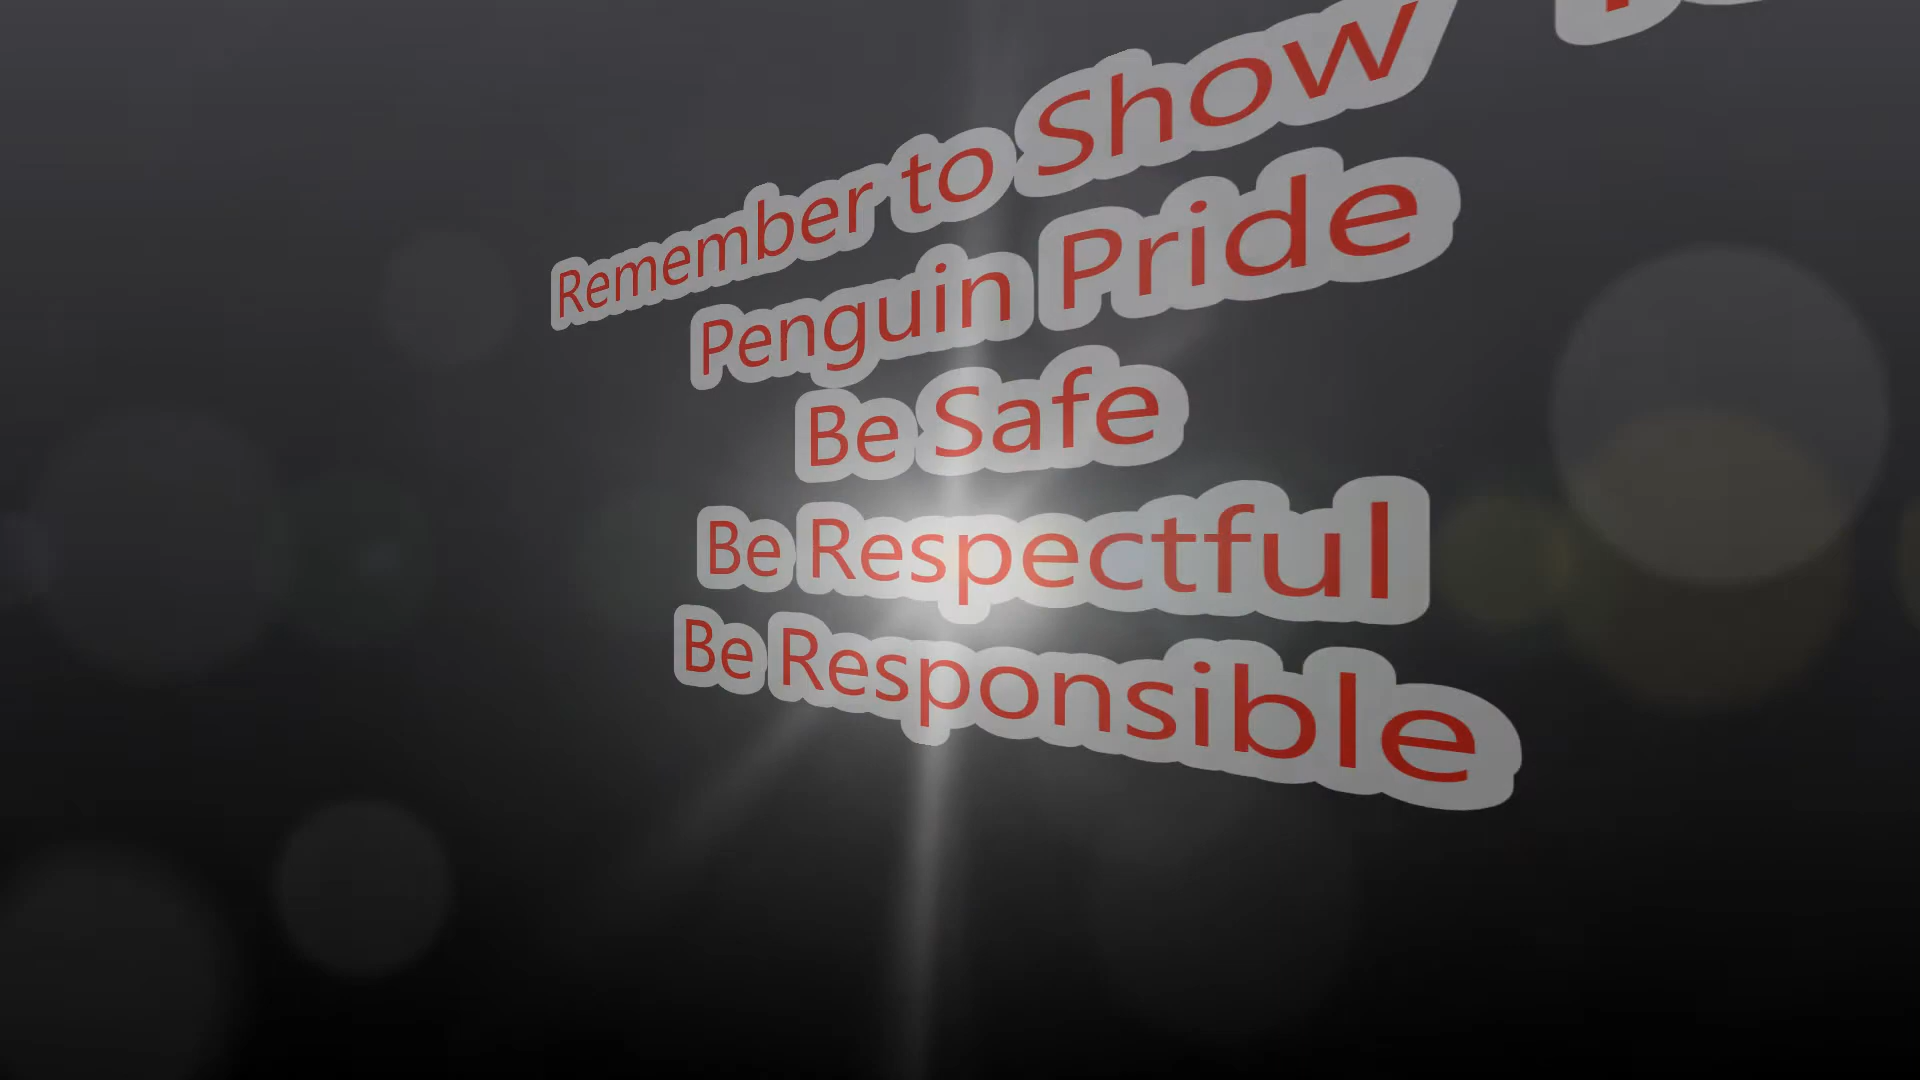 Remember to Show
Penguin Pride
Be Safe
Be Respectful
Be Responsible